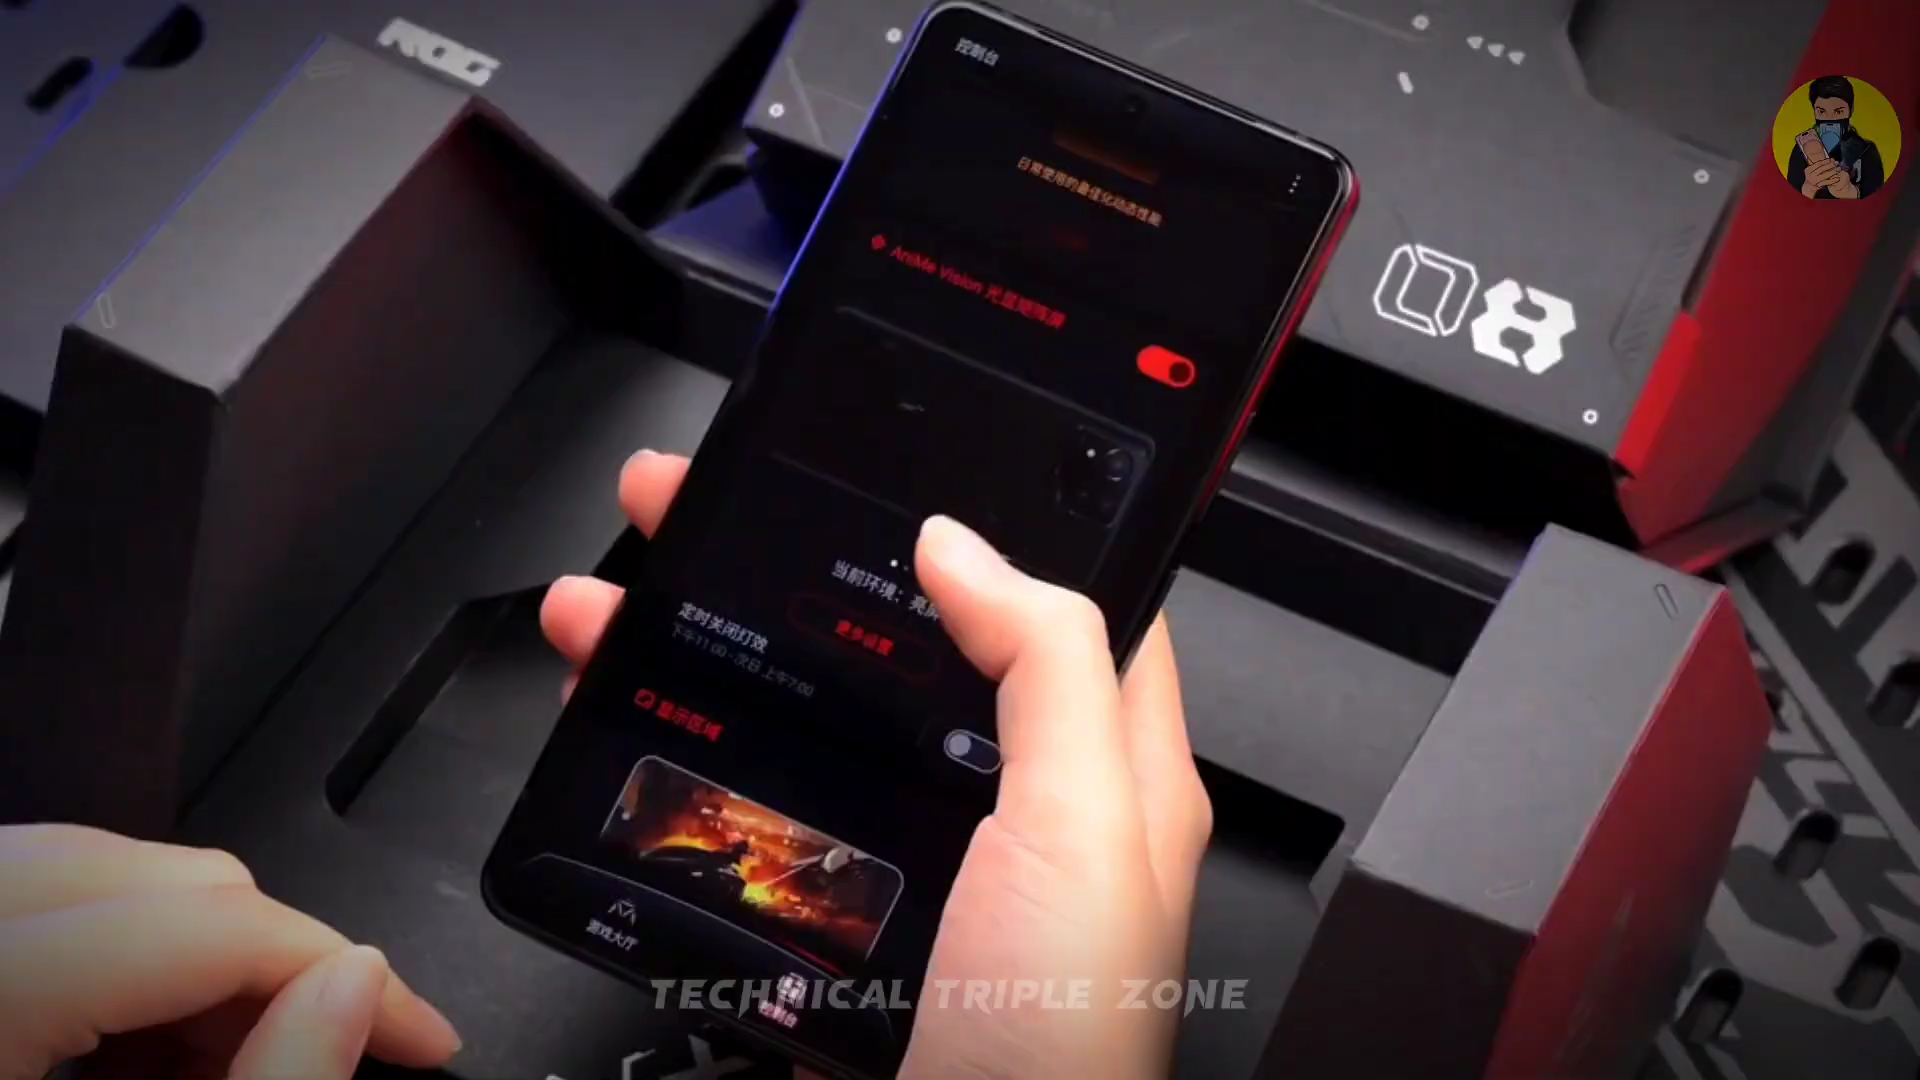 ROG
控制台
日常使用的最佳化动态性能
AniMe Vision 光显矩阵屏
08
当前环境：亮屏
更多设置
定时关闭灯效
下午11:00 - 次日 上午7:00
显示区域
游戏大厅
控制台
TECHNICAL TRIPLE ZONE